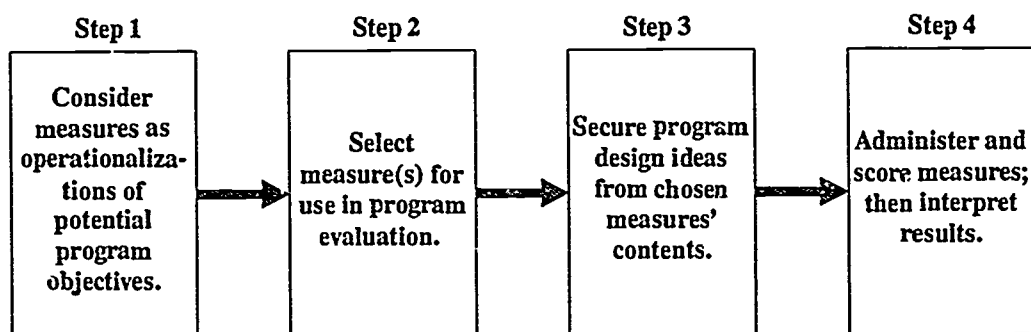 Step 1
Consider
measures as
operationaliza-
tions of
potential
program
objectives.
Step 2
Select
measure(s) for
use in program
evaluation.
Step 3
Secure program
design ideas
from chosen
measures'
contents.
Step 4
Administer and
score measures;
then interpret
results.